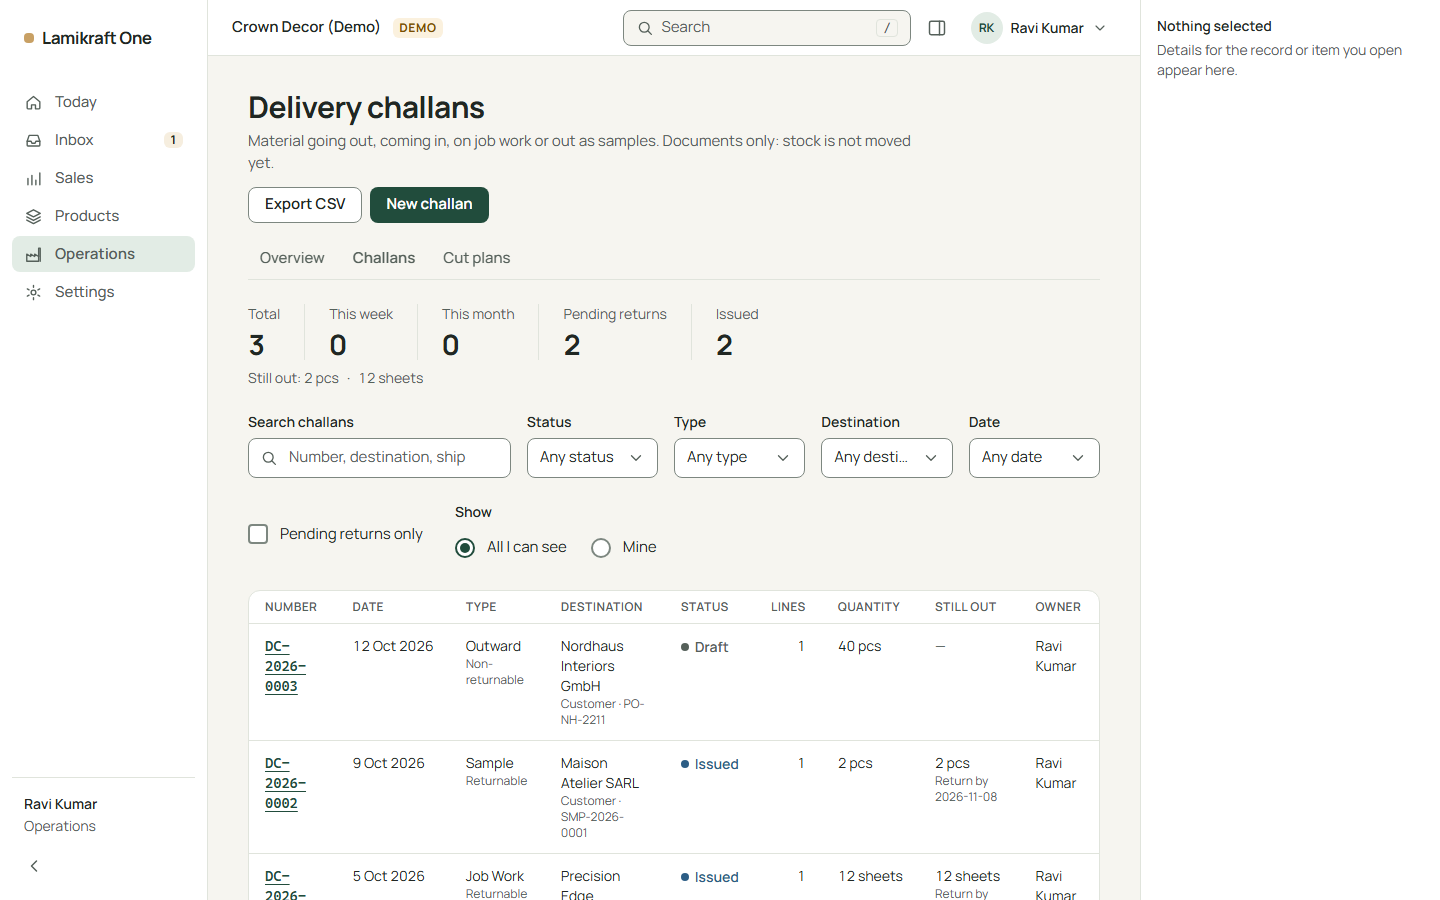 Lamikraft One
Today
Inbox 1
Sales
Products
Operations
Settings
Ravi Kumar
Operations
Crown Decor (Demo) DEMO
Search /
RK Ravi Kumar
Delivery challans
Material going out, coming in, on job work or out as samples. Documents only: stock is not moved
yet.
Export CSV New challan
Overview Challans Cut plans
Total This week This month Pending returns Issued
3 0 0 2 2
Still out: 2 pcs · 12 sheets
Search challans Status Type Destination Date
Number, destination, ship Any status Any type Any desti... Any date
Show
Pending returns only All I can see Mine
NUMBER DATE TYPE DESTINATION STATUS LINES QUANTITY STILL OUT OWNER
DC-2026-0003 12 Oct 2026 Outward Non-returnable Nordhaus Interiors GmbH Customer · PO-NH-2211 Draft 1 40 pcs — Ravi Kumar
DC-2026-0002 9 Oct 2026 Sample Returnable Maison Atelier SARL Customer · SMP-2026-0001 Issued 1 2 pcs 2 pcs Return by 2026-11-08 Ravi Kumar
DC-2026- 5 Oct 2026 Job Work Returnable Precision Edge Issued 1 12 sheets 12 sheets Return by Ravi Kumar
Nothing selected
Details for the record or item you open
appear here.